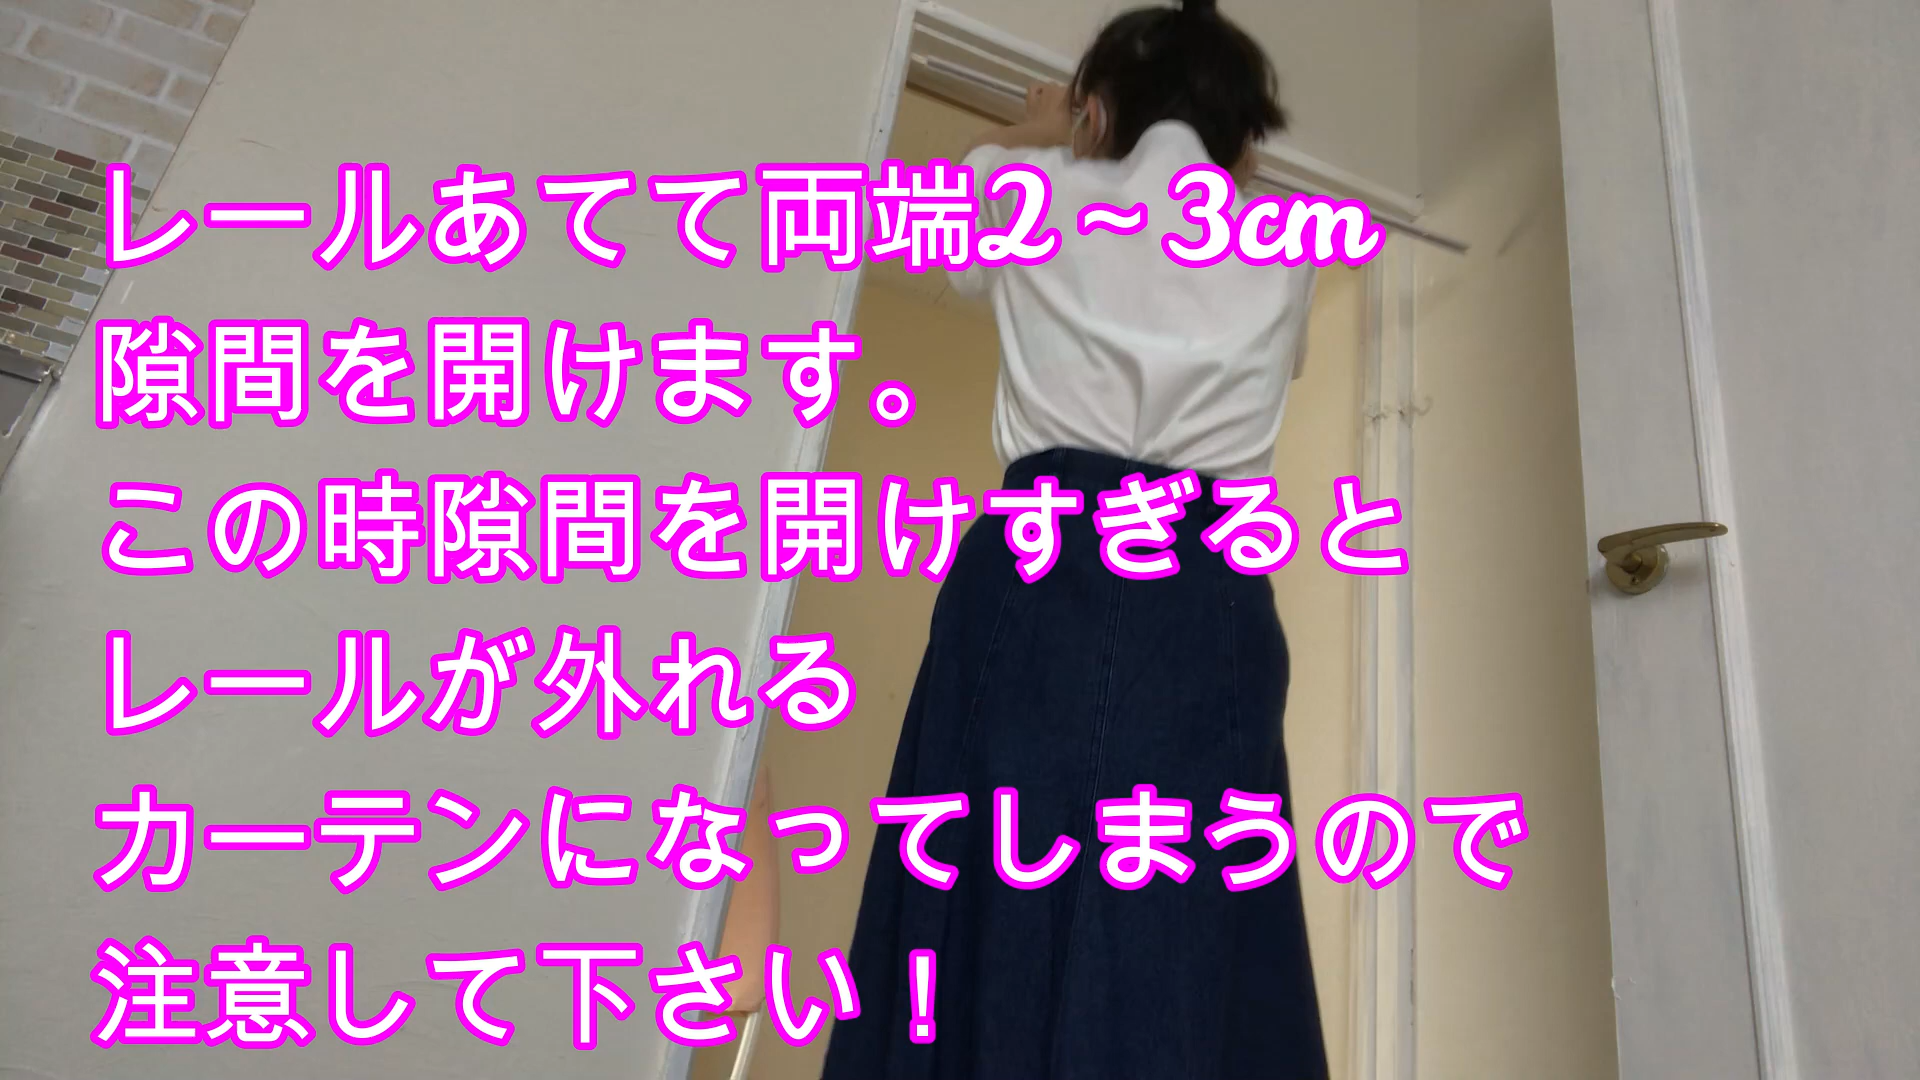 レールあてて両端2~3cm
隙間を開けます。
この時隙間を開けすぎると
レールが外れる
カーテンになってしまうので
注意して下さい！